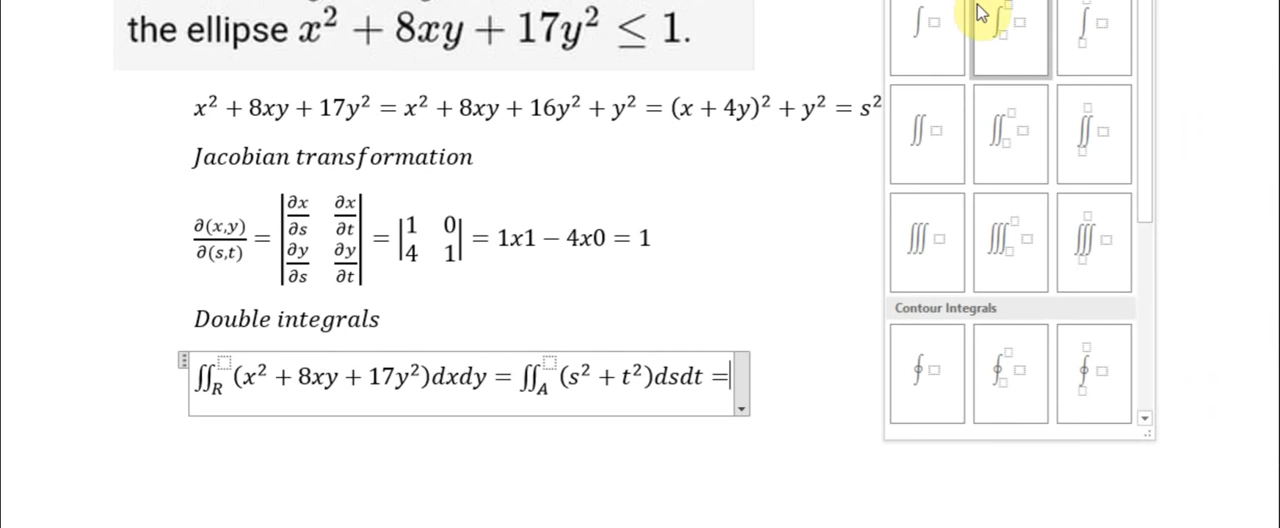 the ellipse x² + 8xy + 17y² ≤ 1.
x² + 8xy + 17y² = x² + 8xy + 16y² + y² = (x + 4y)² + y² = s²
Jacobian transformation
∂(x,y)/∂(s,t) = |∂x/∂s ∂x/∂t ∂y/∂s ∂y/∂t| = |1 0 4 1| = 1x1 − 4x0 = 1
Double integrals
∬_R (x² + 8xy + 17y²)dxdy = ∬_A (s² + t²)dsdt =
Contour Integrals